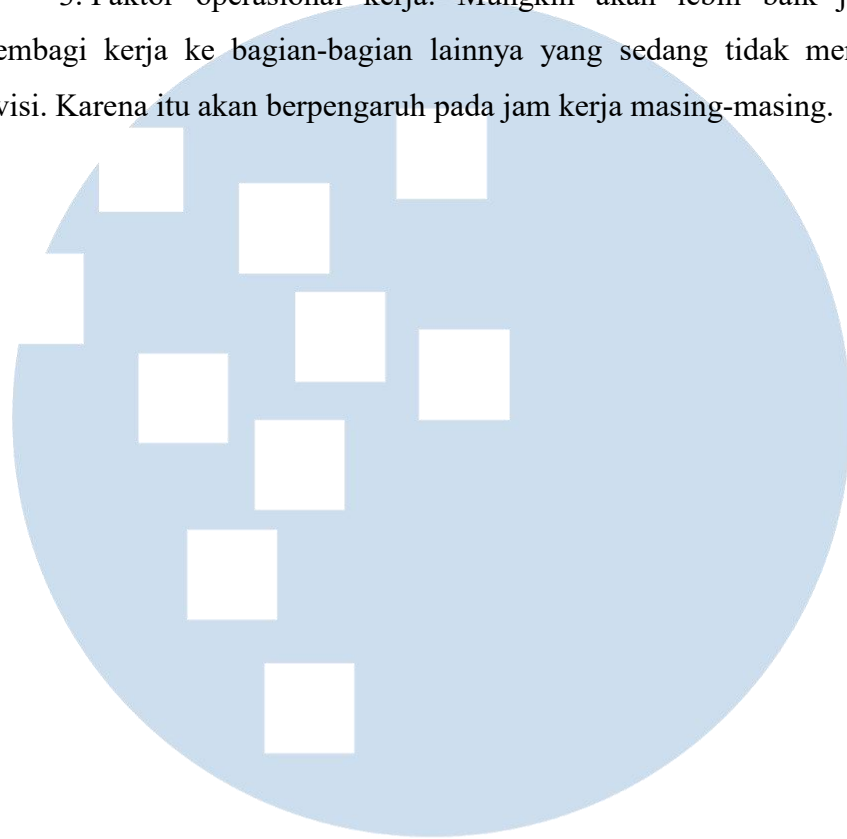 Faktor operasional kerja. Mungkin akan lebih baik j
embagi kerja ke bagian-bagian lainnya yang sedang tidak mer
visi. Karena itu akan berpengaruh pada jam kerja masing-masing.